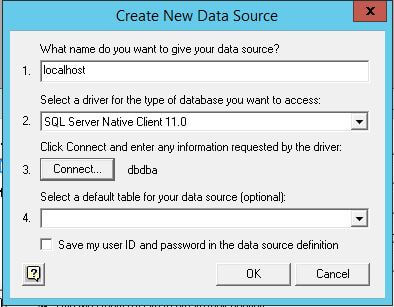 Create New Data Source
x
What name do you want to give your data source?
1. localhost
Select a driver for the type of database you want to access:
2. SQL Server Native Client 11.0
Click Connect and enter any information requested by the driver:
3. Connect... dbdba
Select a default table for your data source (optional):
4.
Save my user ID and password in the data source definition
? OK Cancel